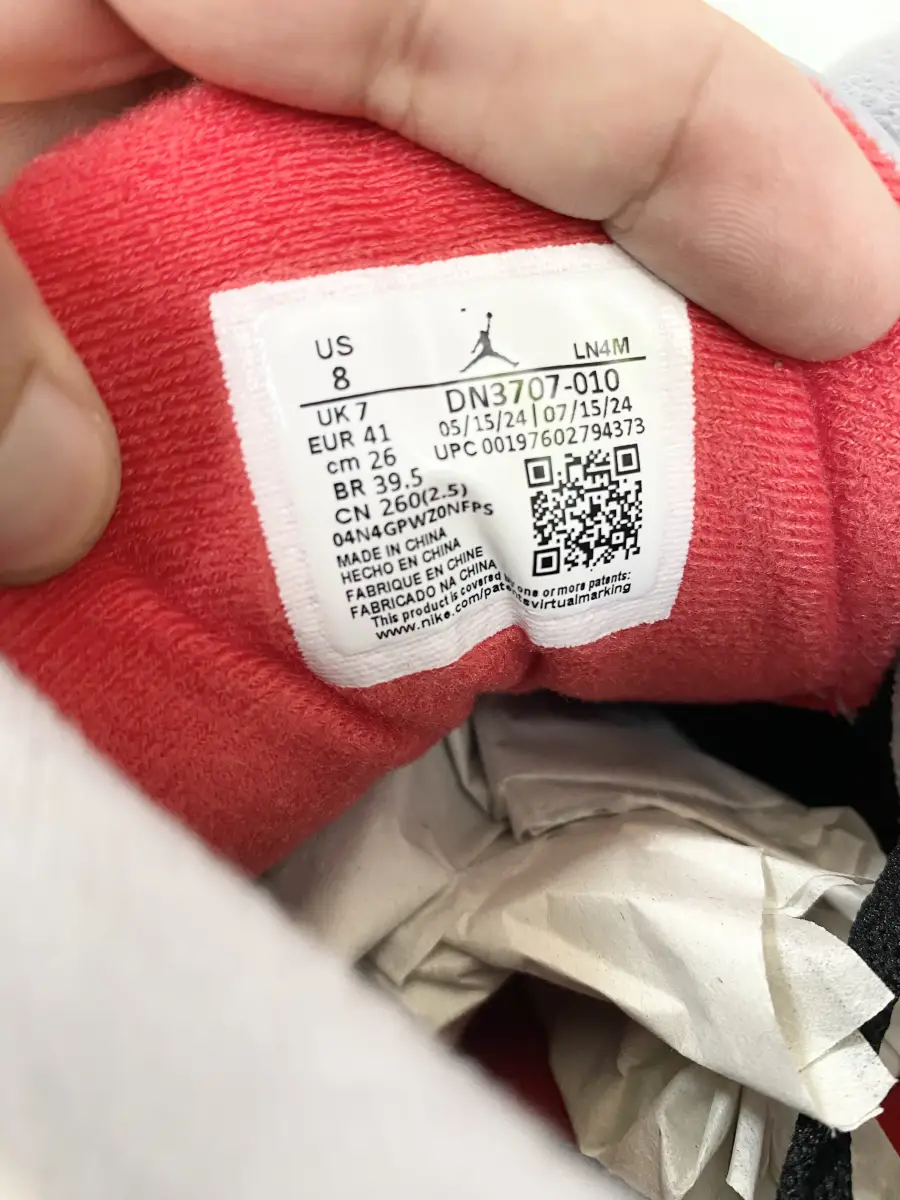 US
8
LN4M
UK 7
EUR 41
cm 26
BR 39.5
CN 260(2.5)
04N4GPWZ0NFPS
DN3707-010
05/15/24 | 07/15/24
UPC 00197602794373
MADE IN CHINA
HECHO EN CHINA
FABRIQUE EN CHINE
FABRICADO NA CHINA
This product is covered one or more patents:
www.nike.com/
virtualmarking